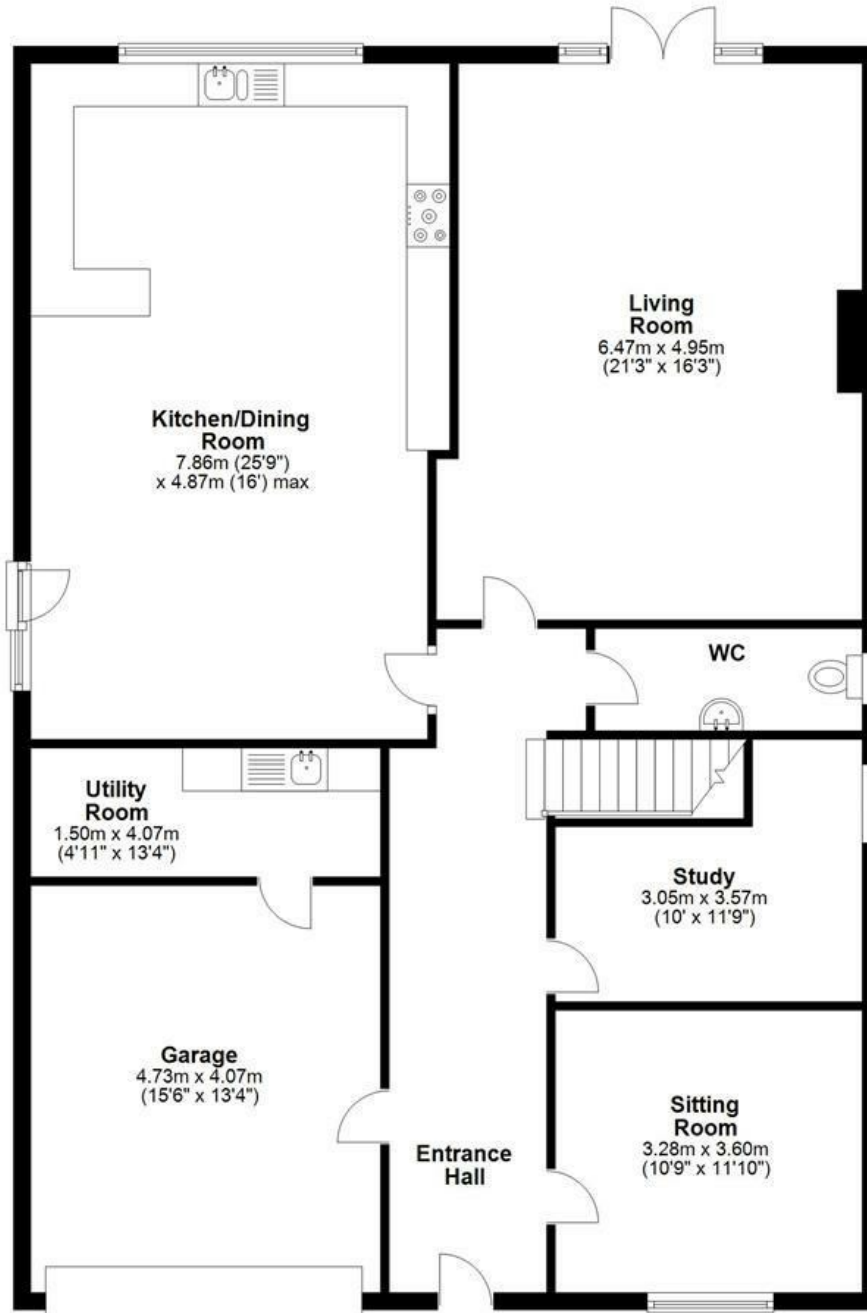 Living
Room
6.47m x 4.95m
(21'3" x 16'3")
Kitchen/Dining
Room
7.86m (25'9")
x 4.87m (16') max
WC
Utility
Room
1.50m x 4.07m
(4'11" x 13'4")
Study
3.05m x 3.57m
(10' x 11'9")
Garage
4.73m x 4.07m
(15'6" x 13'4")
Sitting
Room
3.28m x 3.60m
(10'9" x 11'10")
Entrance
Hall